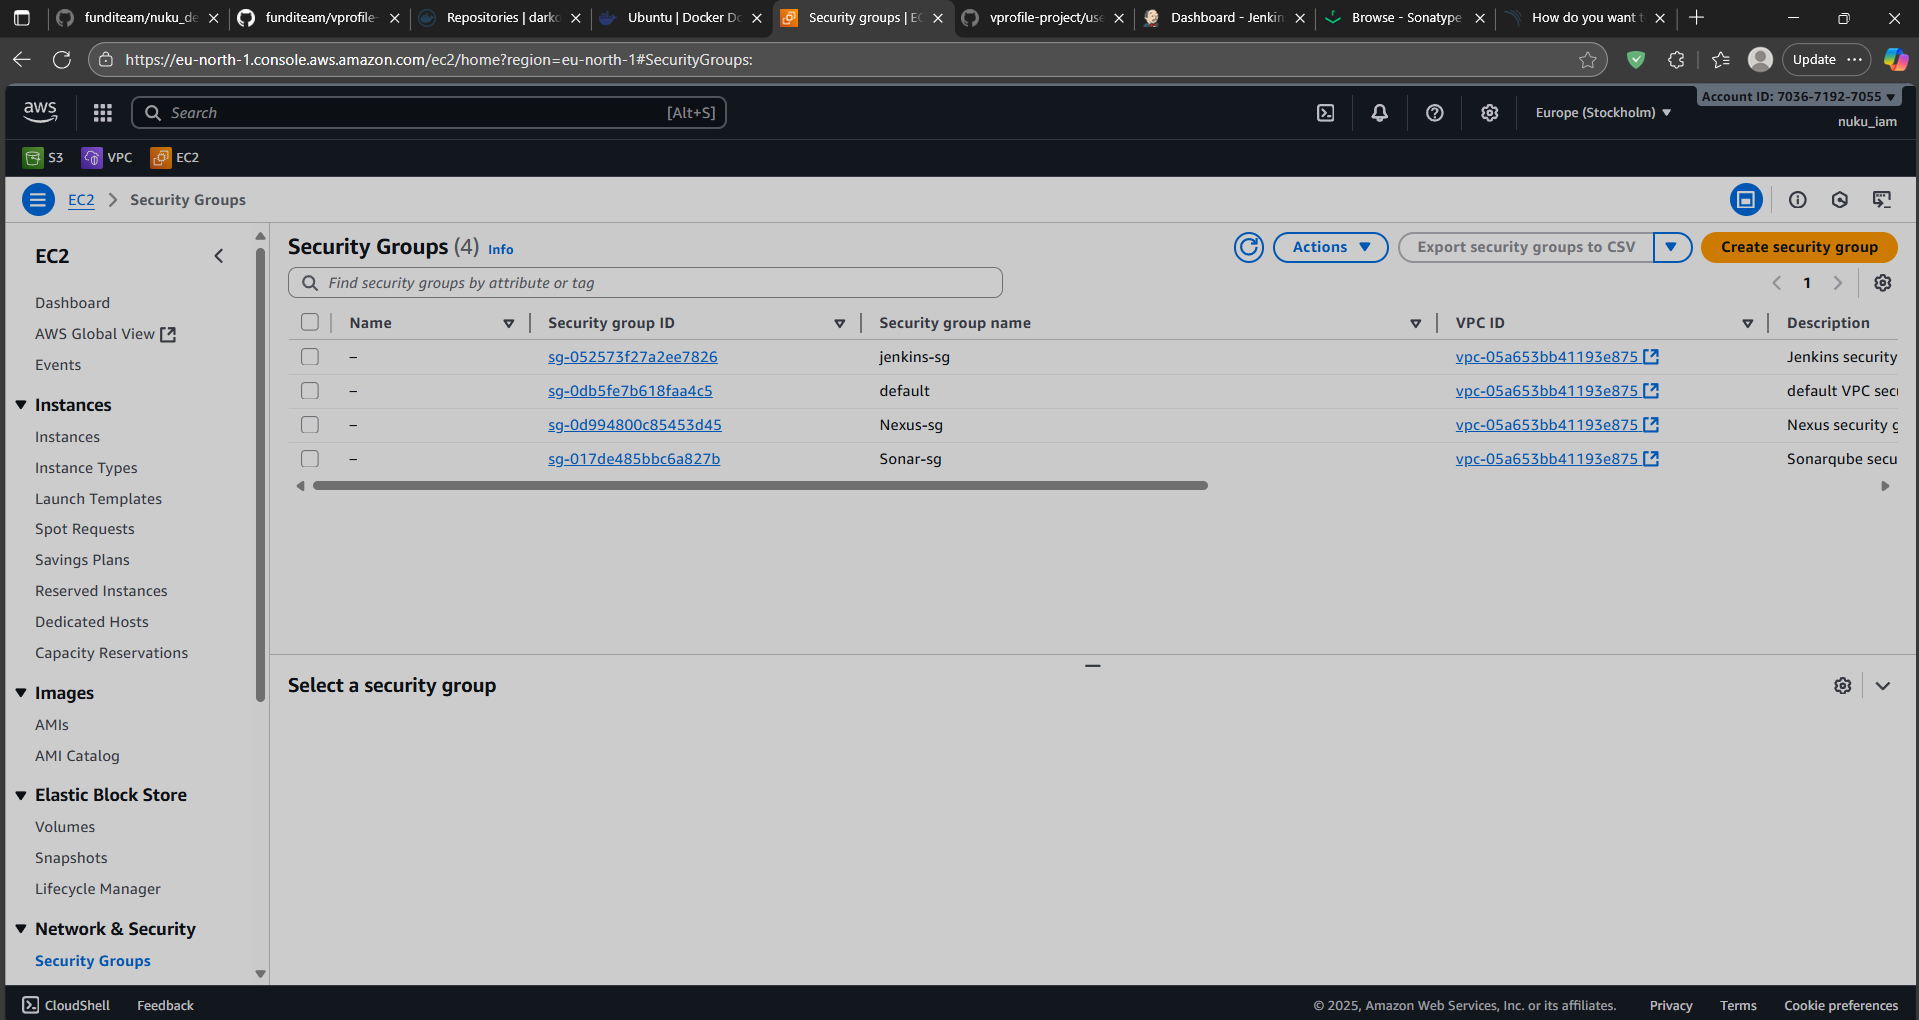 funditeam/nuku_de
funditeam/vprofile-
Repositories | darko
Ubuntu | Docker Do
Security groups | EC
vprofile-project/use
Dashboard - Jenkin
Browse - Sonatype
How do you want t
https://eu-north-1.console.aws.amazon.com/ec2/home?region=eu-north-1#SecurityGroups:
Update
aws
Search
[Alt+S]
Europe (Stockholm)
Account ID: 7036-7192-7055
nuku_iam
S3
VPC
EC2
EC2
Security Groups
EC2
Dashboard
AWS Global View
Events
Instances
Instances
Instance Types
Launch Templates
Spot Requests
Savings Plans
Reserved Instances
Dedicated Hosts
Capacity Reservations
Images
AMIs
AMI Catalog
Elastic Block Store
Volumes
Snapshots
Lifecycle Manager
Network & Security
Security Groups
Security Groups (4) Info
Actions
Export security groups to CSV
Create security group
Find security groups by attribute or tag
1
Name Security group ID Security group name VPC ID Description
– sg-052573f27a2ee7826 jenkins-sg vpc-05a653bb41193e875 Jenkins security
– sg-0db5fe7b618faa4c5 default vpc-05a653bb41193e875 default VPC secu
– sg-0d994800c85453d45 Nexus-sg vpc-05a653bb41193e875 Nexus security g
– sg-017de485bbc6a827b Sonar-sg vpc-05a653bb41193e875 Sonarqube secu
Select a security group
CloudShell
Feedback
© 2025, Amazon Web Services, Inc. or its affiliates.
Privacy
Terms
Cookie preferences